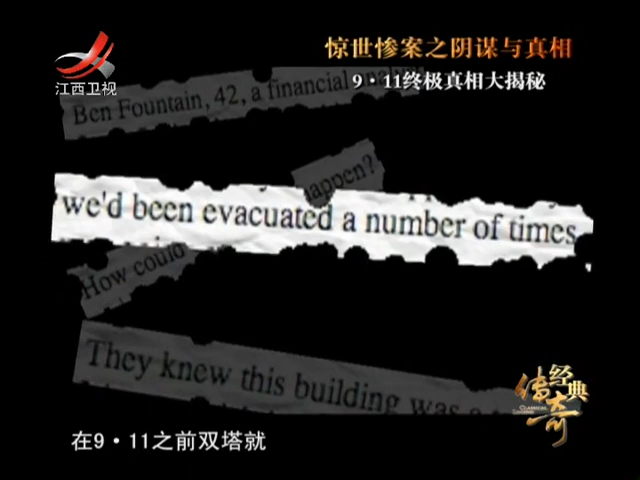 惊世惨案之阴谋与真相
江西卫视
9·11终极真相大揭秘
Ben Fountain, 42, a financial
happen?
we'd been evacuated a number of times
How could
They knew this building was a
经典
传奇
在9·11之前双塔就